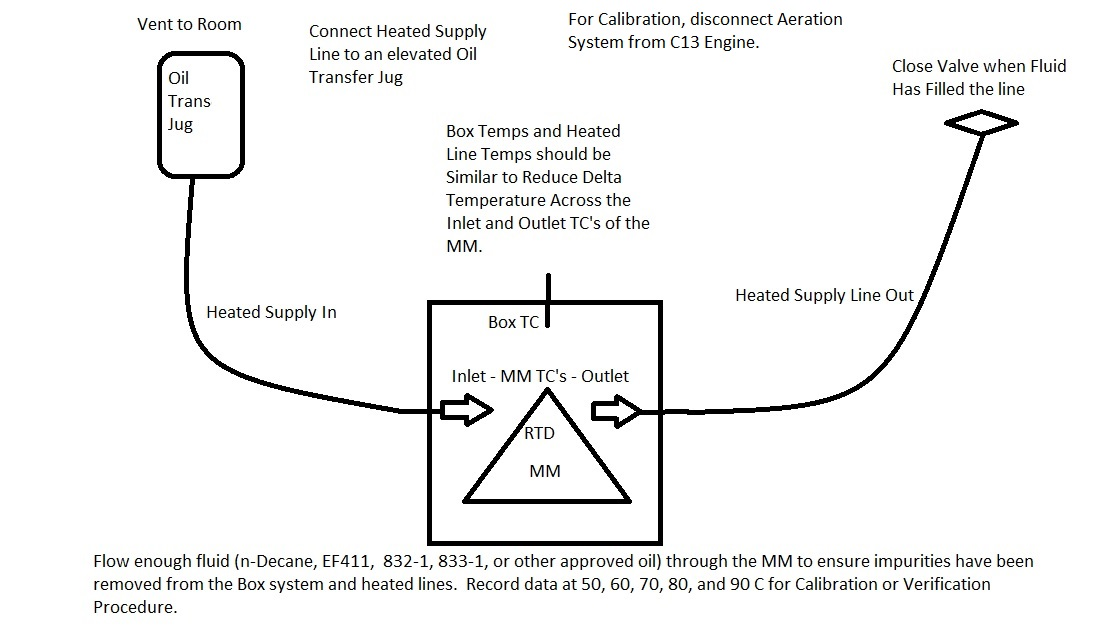 Vent to Room
Connect Heated Supply
Line to an elevated Oil
Transfer Jug
For Calibration, disconnect Aeration
System from C13 Engine.
Close Valve when Fluid
Has Filled the line
Oil
Trans
Jug
Box Temps and Heated
Line Temps should be
Similar to Reduce Delta
Temperature Across the
Inlet and Outlet TC's of the
MM.
Heated Supply In
Heated Supply Line Out
Box TC
Inlet - MM TC's - Outlet
RTD
MM
Flow enough fluid (n-Decane, EF411,  832-1, 833-1, or other approved oil) through the MM to ensure impurities have been
removed from the Box system and heated lines.  Record data at 50, 60, 70, 80, and 90 C for Calibration or Verification
Procedure.